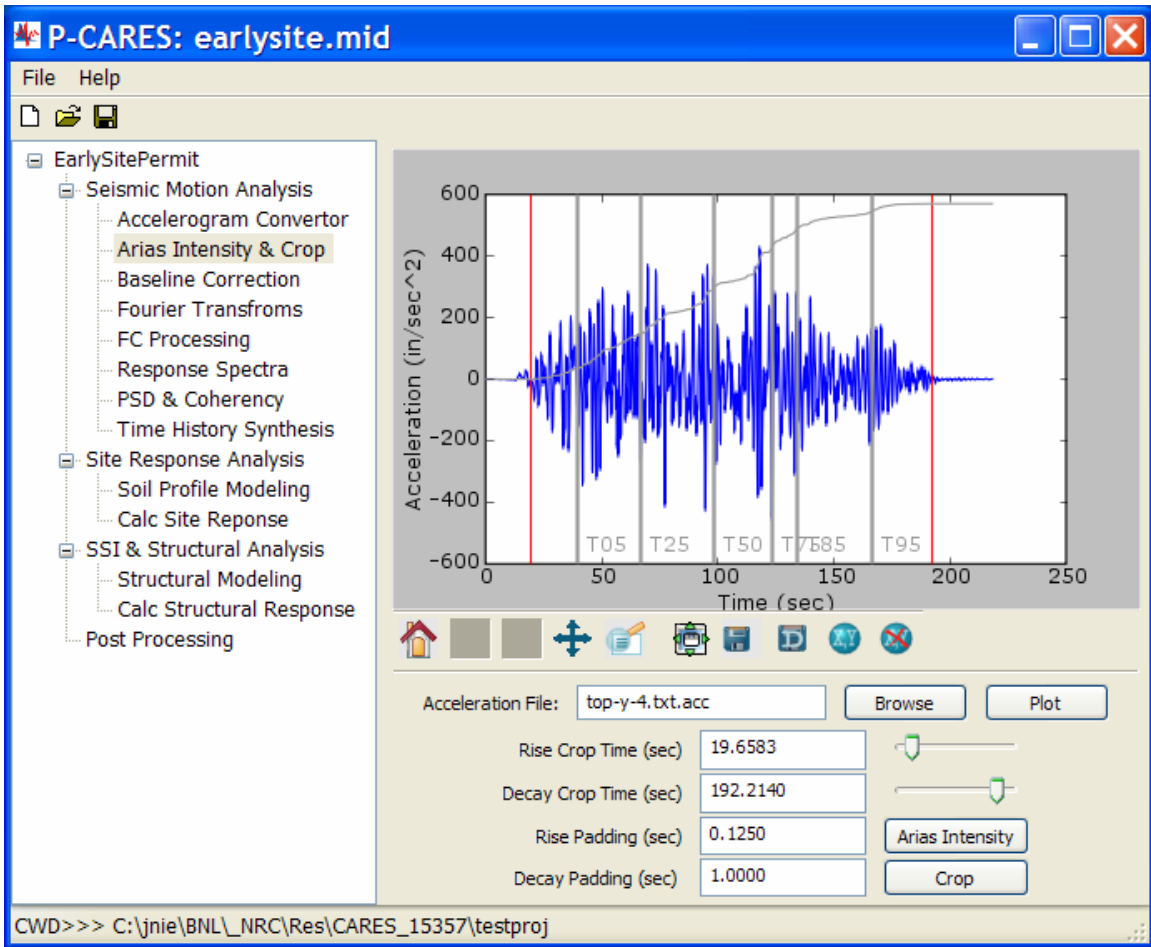 P-CARES: earlysite.mid
File Help
EarlySitePermit
Seismic Motion Analysis
Accelerogram Convertor
Arias Intensity & Crop
Baseline Correction
Fourier Transfroms
FC Processing
Response Spectra
PSD & Coherency
Time History Synthesis
Site Response Analysis
Soil Profile Modeling
Calc Site Reponse
SSI & Structural Analysis
Structural Modeling
Calc Structural Response
Post Processing
Acceleration (in/sec^2)
600
400
200
0
-200
-400
-600
T05 T25 T50 T75 T85 T95
0 50 100 150 200 250
Time (sec)
D X,Y X,Y
Acceleration File: top-y-4.txt.acc Browse Plot
Rise Crop Time (sec) 19.6583
Decay Crop Time (sec) 192.2140
Rise Padding (sec) 0.1250 Arias Intensity
Decay Padding (sec) 1.0000 Crop
CWD>>> C:\jnie\BNL\_NRC\Res\CARES_15357\testproj